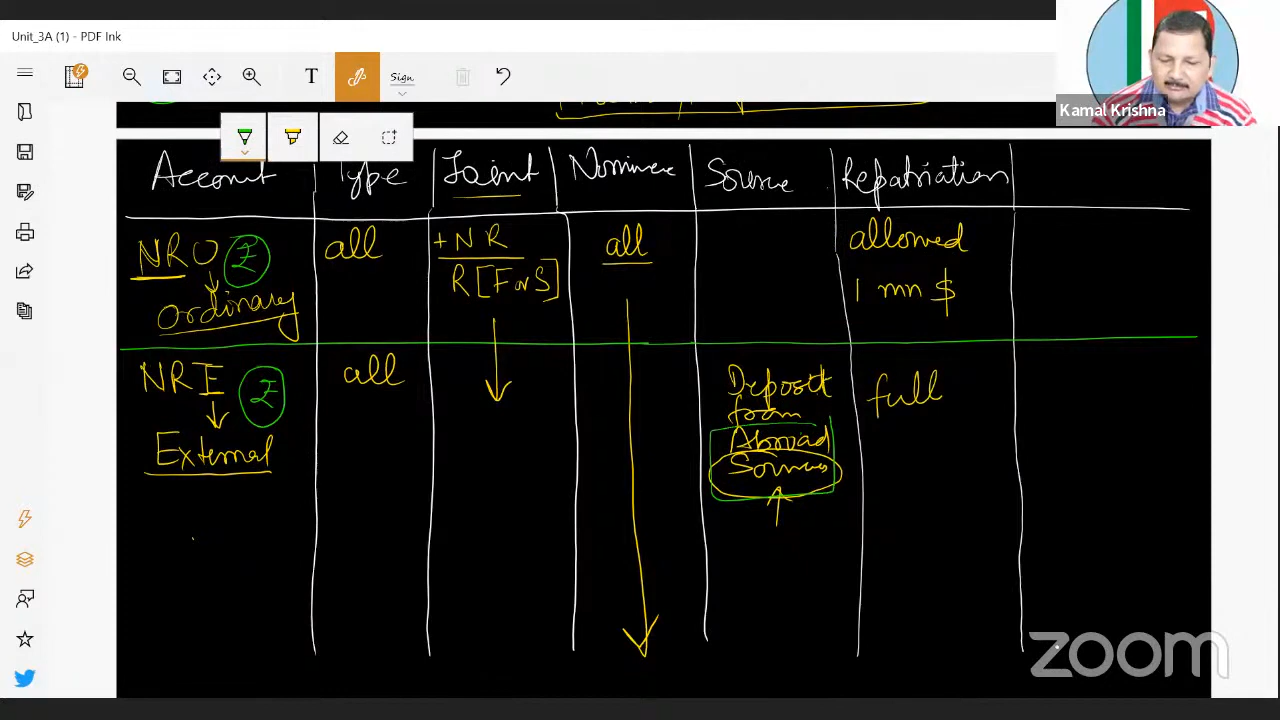 Unit_3A (1) - PDF Ink
T
Sign
Kamal Krishna
Account Type Joint Nominee Source Repatriation
NRO ₹ all + NR all allowed
R [F or S] 1 mn $
ordinary
NRE ₹ all Deposit full
from
Abroad
External Sources
zoom